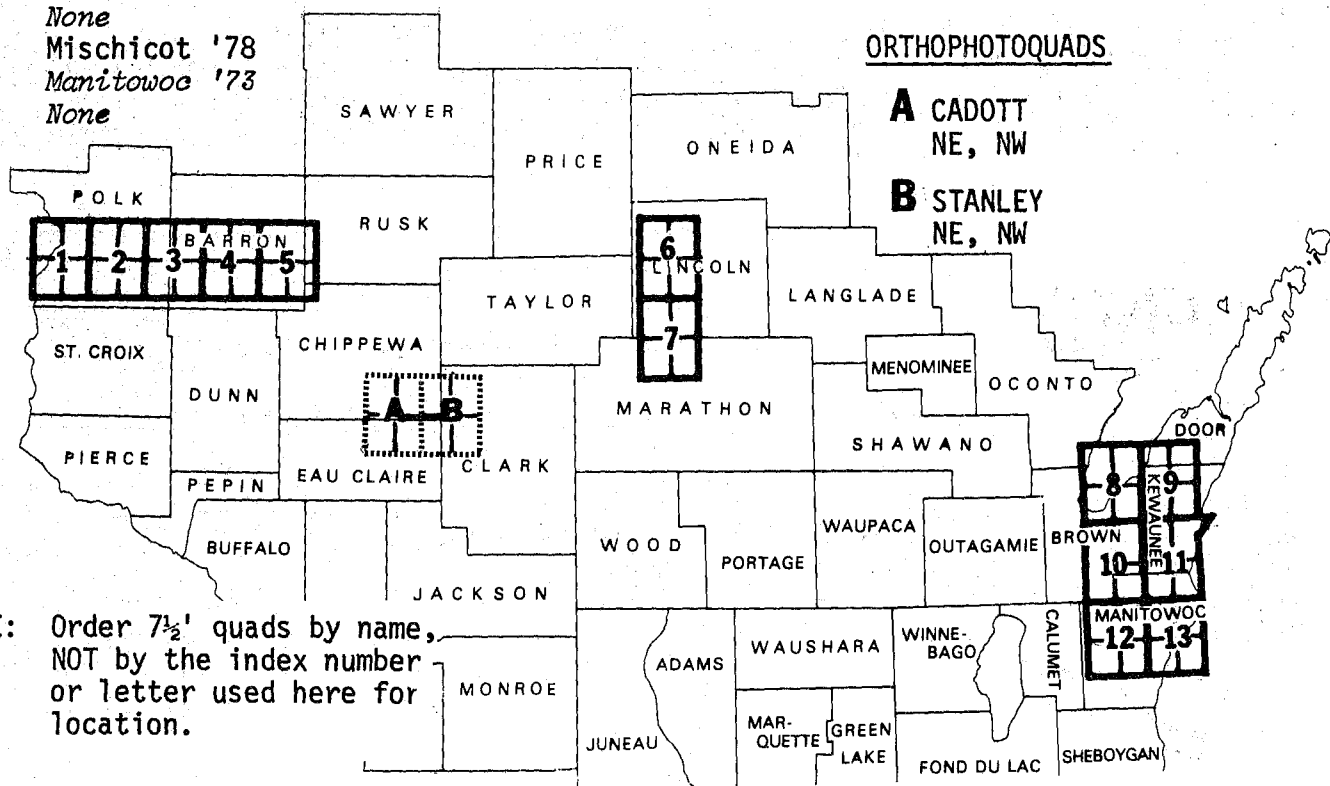 None
Mischicot '78
Manitowoc '73
None
ORTHOPHOTOQUADS
A CADOTT
NE, NW
B STANLEY
NE, NW
SAWYER
PRICE
ONEIDA
POLK
RUSK
BARRON
1
2
3
4
5
6
LINCOLN
7
TAYLOR
LANGLADE
ST. CROIX
CHIPPEWA
DUNN
MENOMINEE
OCONTO
A
B
MARATHON
SHAWANO
DOOR
PIERCE
CLARK
EAU CLAIRE
PEPIN
8
9
KEWAUNEE
BUFFALO
WOOD
PORTAGE
WAUPACA
OUTAGAMIE
BROWN
10
11
JACKSON
MANITOWOC
12
13
CALUMET
WINNE-
BAGO
WAUSHARA
ADAMS
MONROE
JUNEAU
MAR-
QUETTE
GREEN
LAKE
FOND DU LAC
SHEBOYGAN
: Order 7½' quads by name,
NOT by the index number
or letter used here for
location.